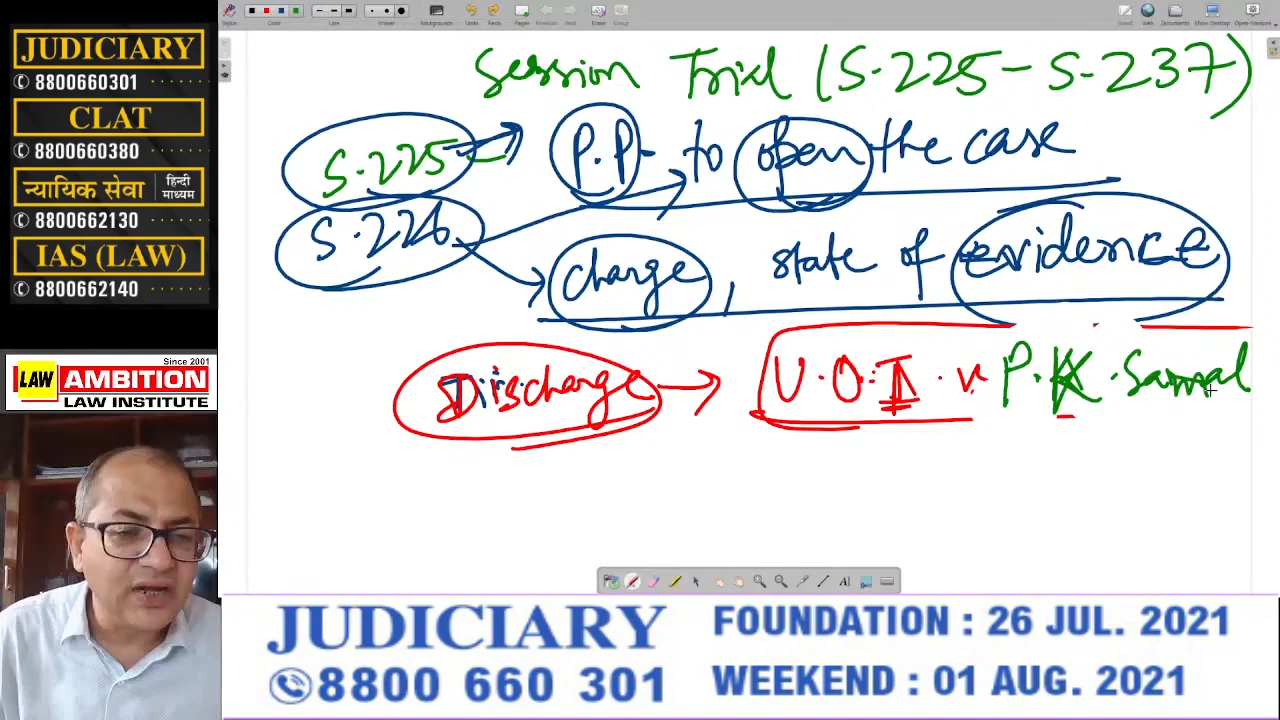 JUDICIARY
8800660301
CLAT
8800660380
न्यायिक सेवा हिन्दी माध्यम
8800662130
IAS (LAW)
8800662140
Since 2001
LAW AMBITION
LAW INSTITUTE
Session Trial (S.225 - S.237)
S.225 P.P. to open the case
S.226 charge, state of evidence
Discharge U.O.I. v. P.K. Samal
JUDICIARY
8800 660 301
FOUNDATION : 26 JUL. 2021
WEEKEND : 01 AUG. 2021